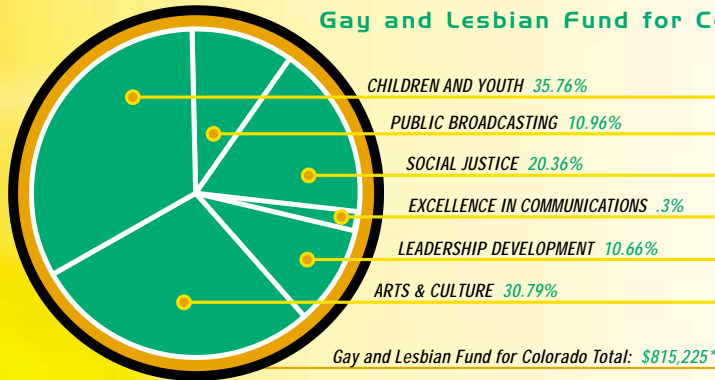 Gay and Lesbian Fund for
CHILDREN AND YOUTH 35.76%
PUBLIC BROADCASTING 10.96%
SOCIAL JUSTICE 20.36%
EXCELLENCE IN COMMUNICATIONS .3%
LEADERSHIP DEVELOPMENT 10.66%
ARTS & CULTURE 30.79%
Gay and Lesbian Fund for Colorado Total: $815,225*